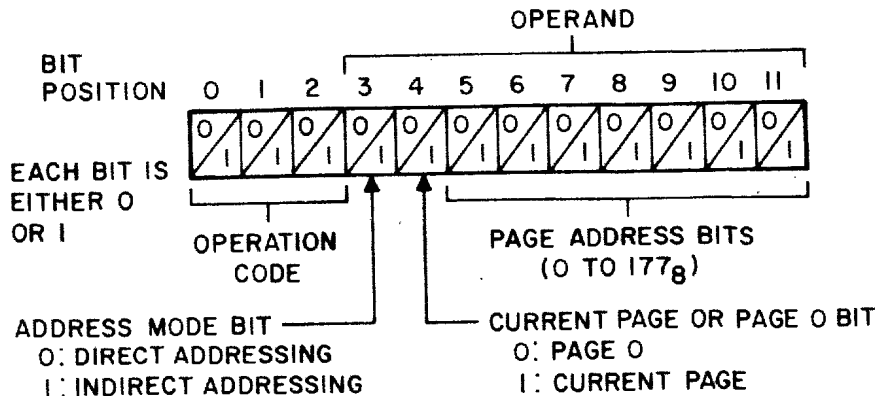 OPERAND
BIT
POSITION 0 1 2 3 4 5 6 7 8 9 10 11
0/1 0/1 0/1 0/1 0/1 0/1 0/1 0/1 0/1 0/1 0/1 0/1
EACH BIT IS
EITHER 0
OR 1
OPERATION
CODE
PAGE ADDRESS BITS
(0 TO 177₈)
ADDRESS MODE BIT
0: DIRECT ADDRESSING
1: INDIRECT ADDRESSING
CURRENT PAGE OR PAGE 0 BIT
0: PAGE 0
1: CURRENT PAGE